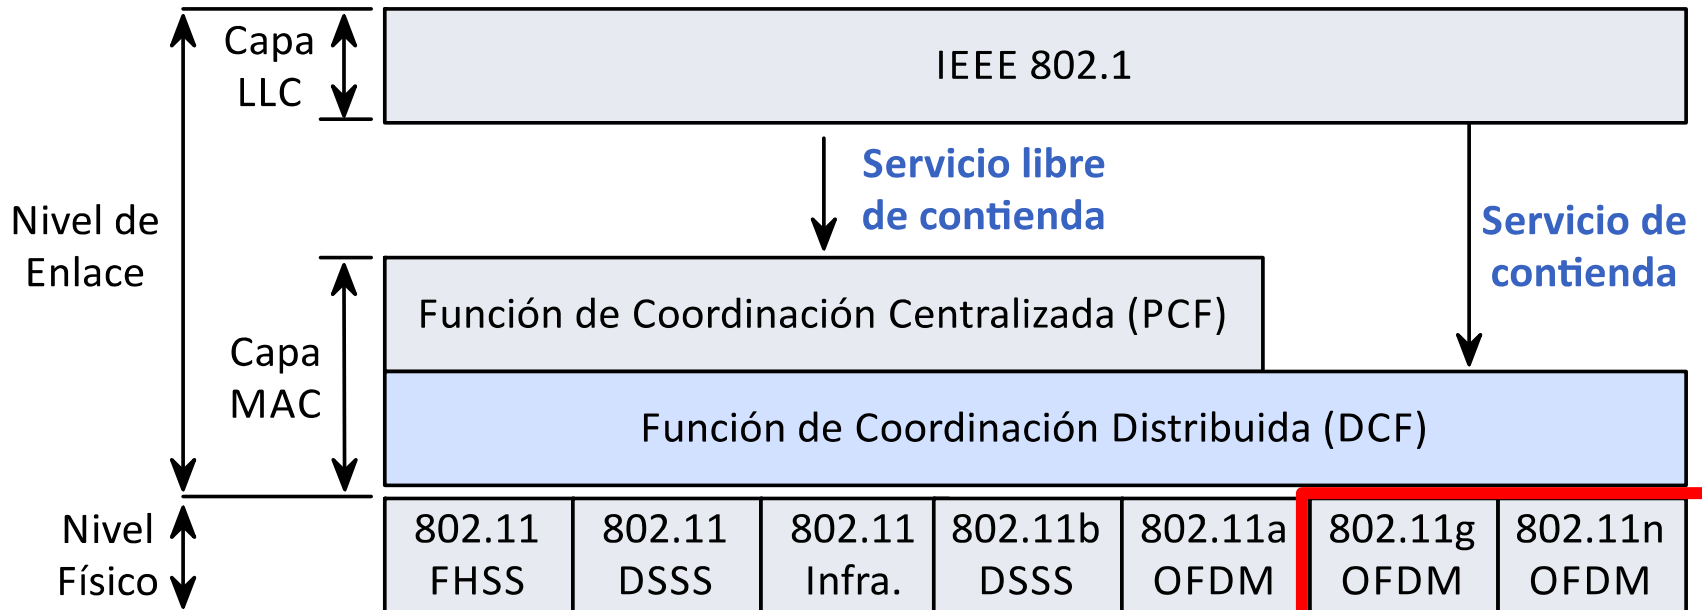 Capa
LLC
IEEE 802.1
Servicio libre
de contienda
Nivel de
Enlace
Servicio de
contienda
Función de Coordinación Centralizada (PCF)
Capa
MAC
Función de Coordinación Distribuida (DCF)
Nivel
Físico
802.11
FHSS
802.11
DSSS
802.11
Infra.
802.11b
DSSS
802.11a
OFDM
802.11g
OFDM
802.11n
OFDM